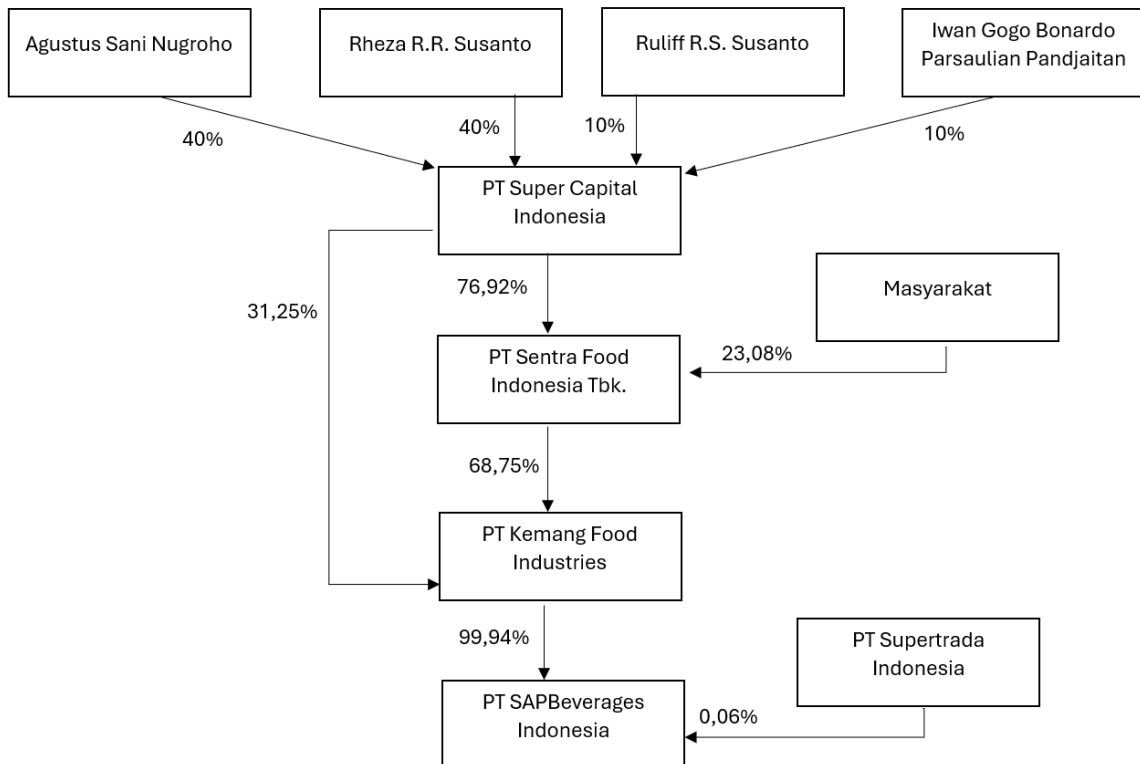 Agustus Sani Nugroho
Rheza R.R. Susanto
Ruliff R.S. Susanto
Iwan Gogo Bonardo
Parsaulian Pandjaitan
40%
40%
10%
10%
PT Super Capital
Indonesia
31,25%
76,92%
Masyarakat
23,08%
PT Sentra Food
Indonesia Tbk.
68,75%
PT Kemang Food
Industries
99,94%
PT Supertrada
Indonesia
0,06%
PT SAPBeverages
Indonesia